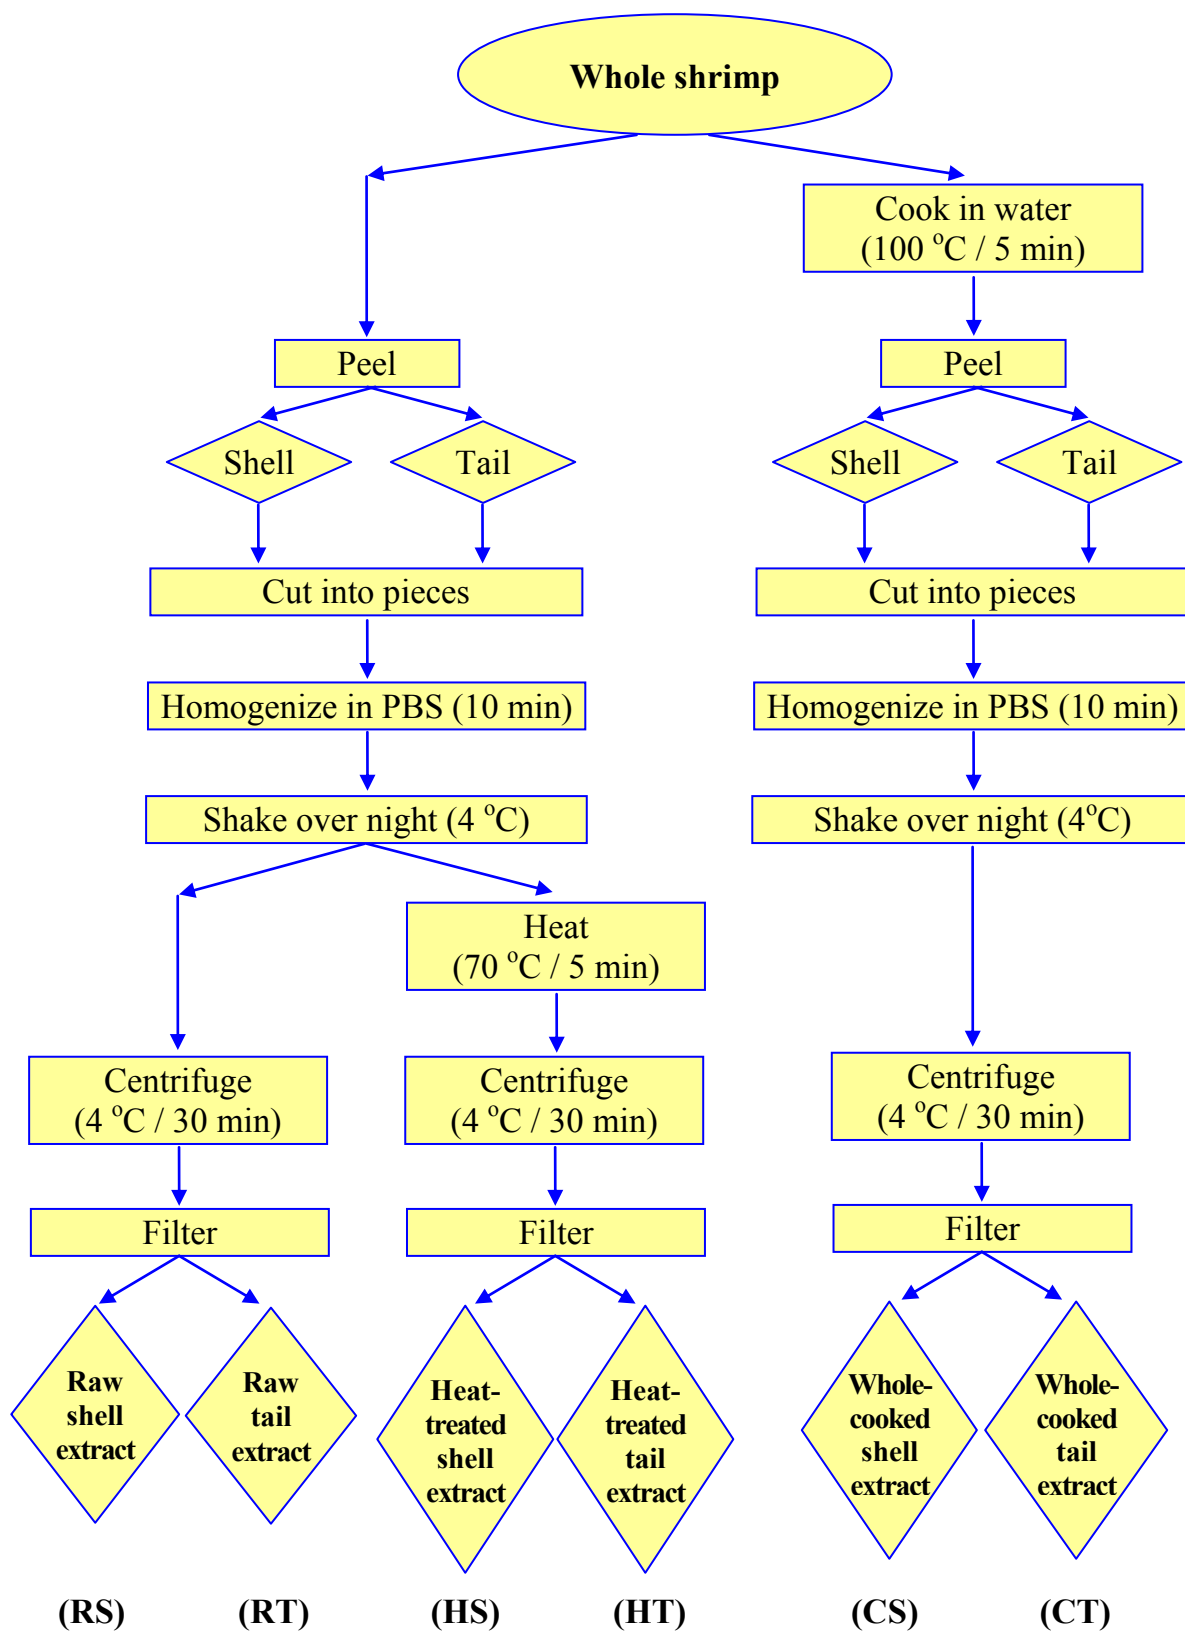 Whole shrimp
Cook in water
(100 °C / 5 min)
Peel
Peel
Shell
Tail
Shell
Tail
Cut into pieces
Cut into pieces
Homogenize in PBS (10 min)
Homogenize in PBS (10 min)
Shake over night (4 °C)
Shake over night (4°C)
Heat
(70 °C / 5 min)
Centrifuge
(4 °C / 30 min)
Centrifuge
(4 °C / 30 min)
Centrifuge
(4 °C / 30 min)
Filter
Filter
Filter
Raw
shell
extract
Raw
tail
extract
Heat-
treated
shell
extract
Heat-
treated
tail
extract
Whole-
cooked
shell
extract
Whole-
cooked
tail
extract
(RS)
(RT)
(HS)
(HT)
(CS)
(CT)